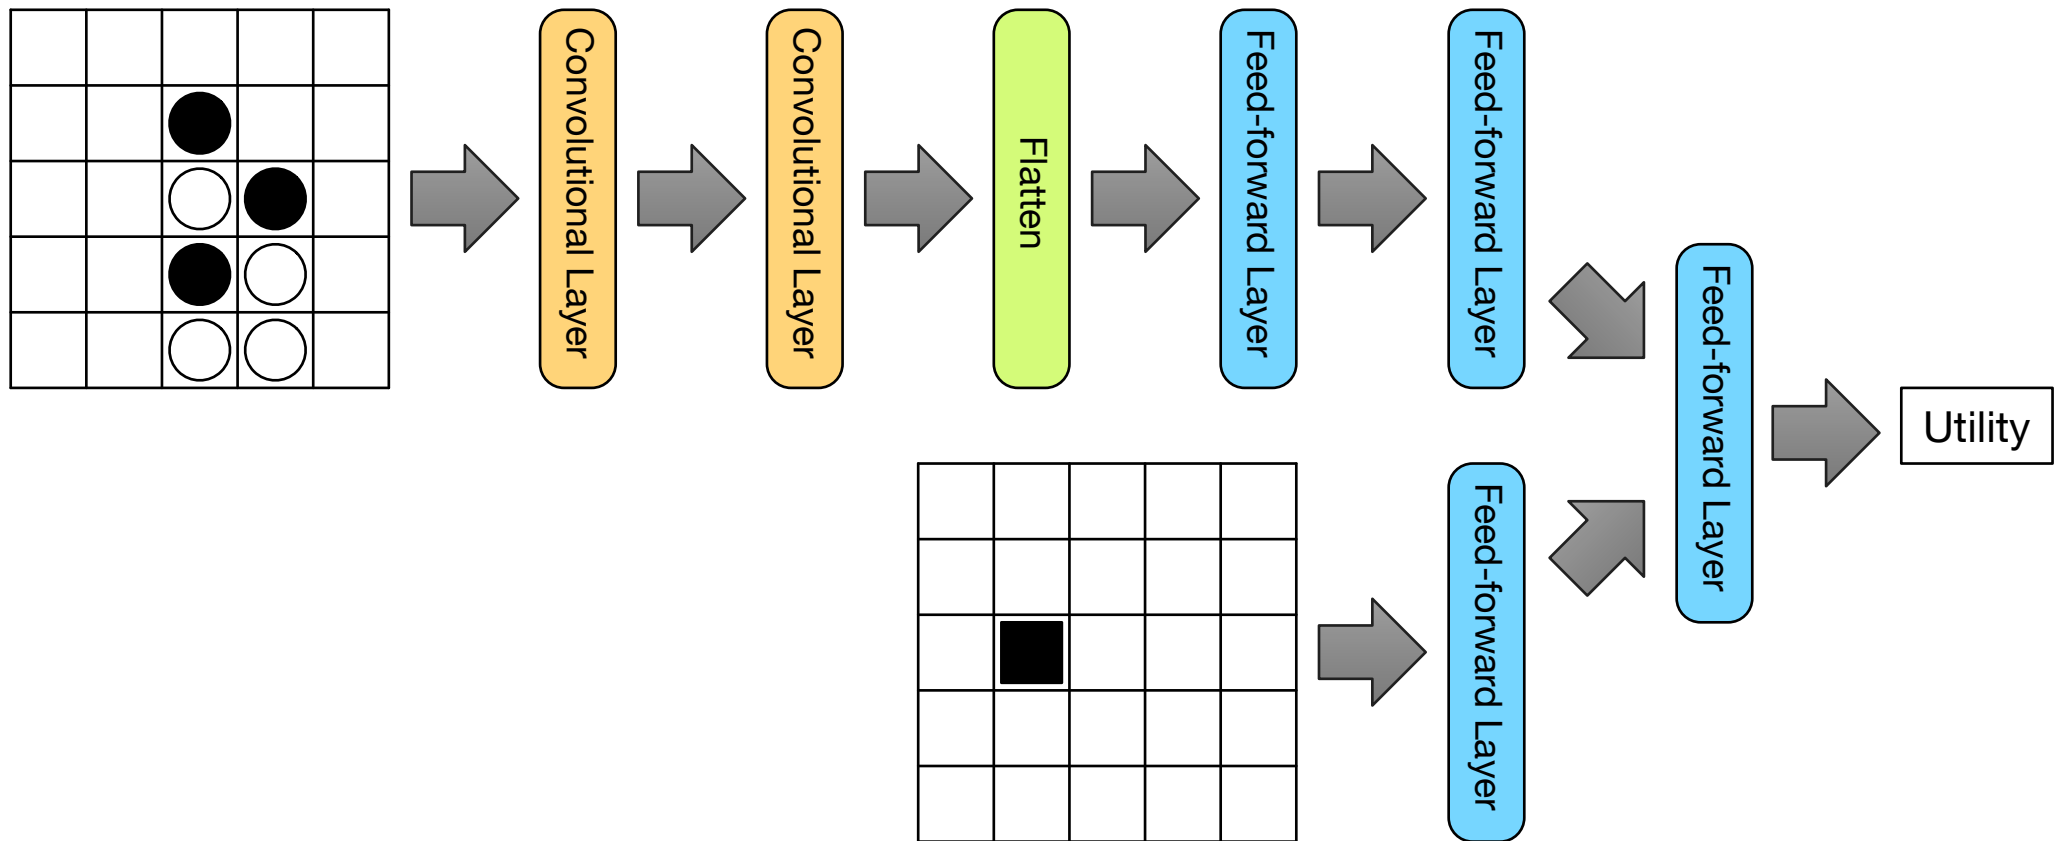 Convolutional Layer
Convolutional Layer
Flatten
Feed-forward Layer
Feed-forward Layer
Feed-forward Layer
Feed-forward Layer
Utility